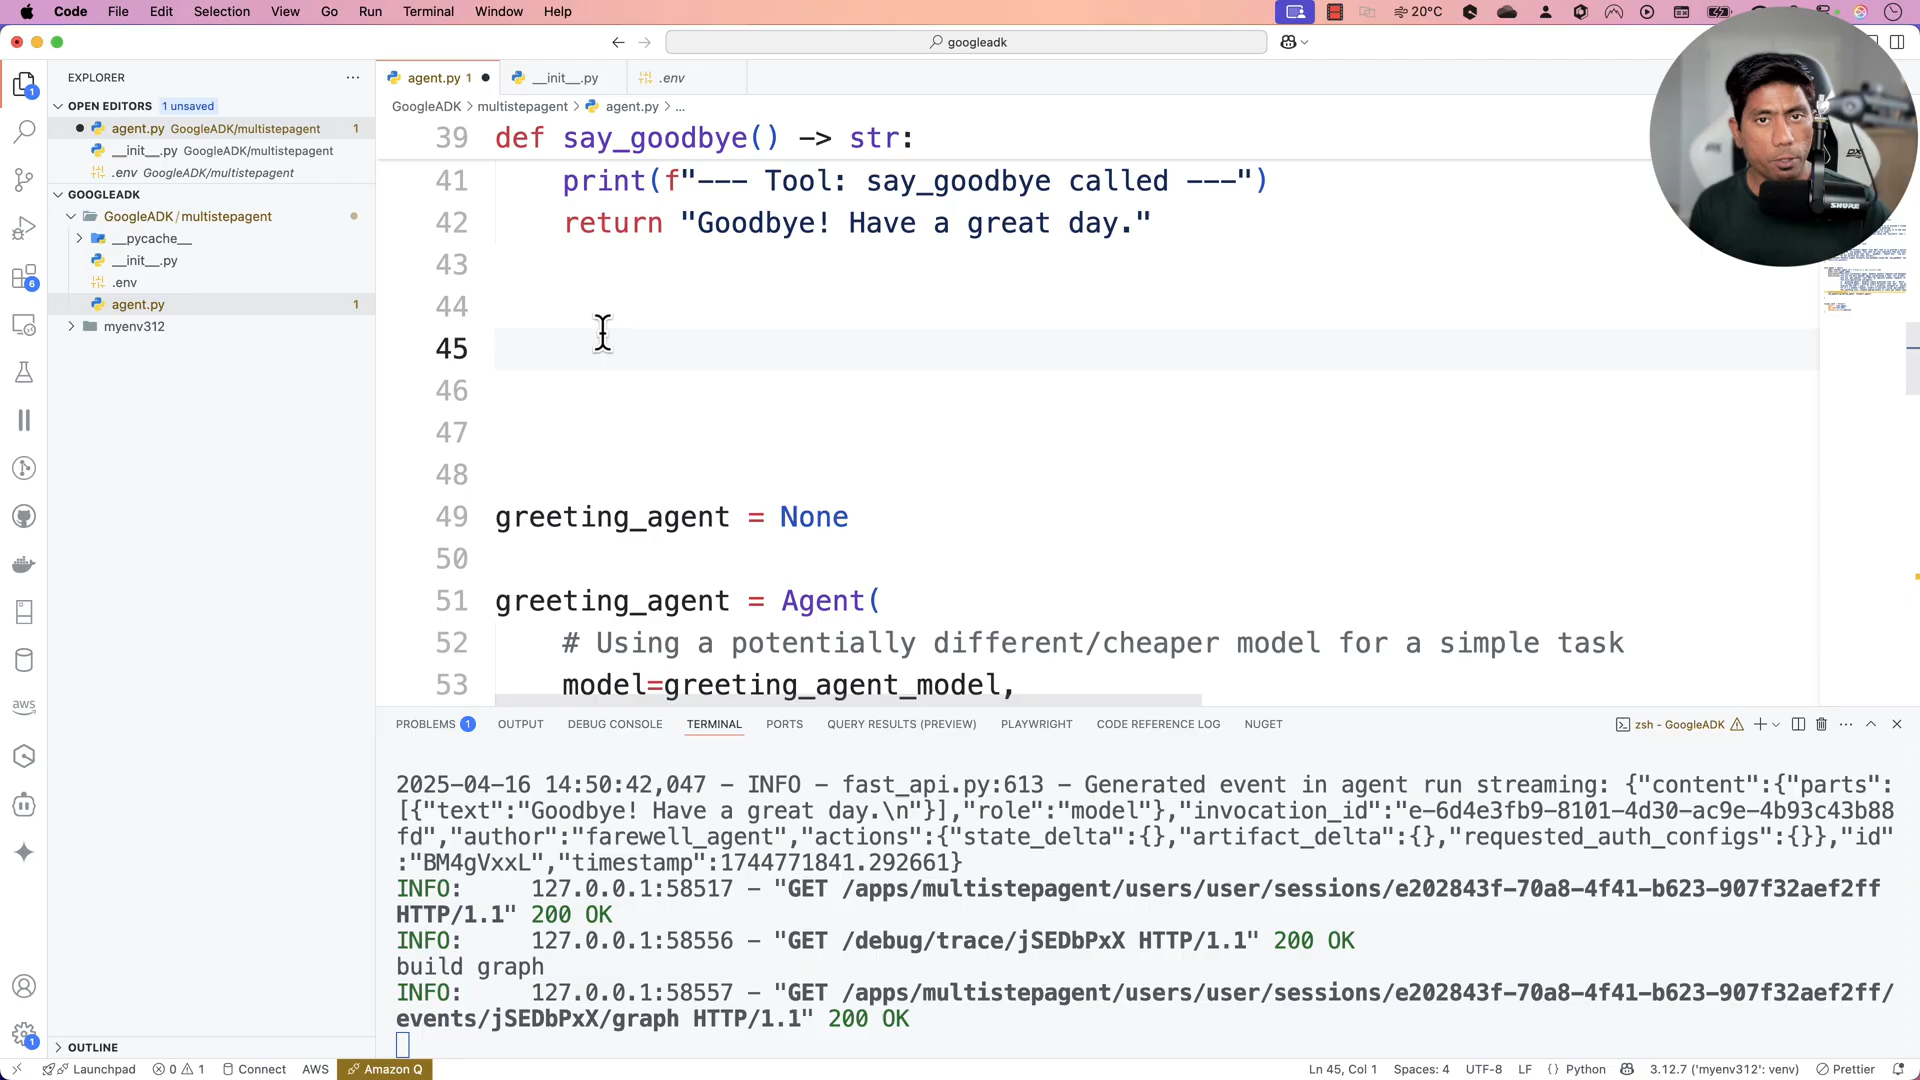 Code File Edit Selection View Go Run Terminal Window Help 20°C
googleadk
EXPLORER
OPEN EDITORS 1 unsaved
agent.py GoogleADK/multistepagent 1
__init__.py GoogleADK/multistepagent
.env GoogleADK/multistepagent
GOOGLEADK
GoogleADK/multistepagent
__pycache__
__init__.py
.env
agent.py 1
myenv312
OUTLINE
agent.py 1 __init__.py .env
GoogleADK > multistepagent > agent.py > ...
39 def say_goodbye() -> str:
41 print(f"--- Tool: say_goodbye called ---")
42 return "Goodbye! Have a great day."
43
44
45
46
47
48
49 greeting_agent = None
50
51 greeting_agent = Agent(
52 # Using a potentially different/cheaper model for a simple task
53 model=greeting_agent_model,
PROBLEMS 1 OUTPUT DEBUG CONSOLE TERMINAL PORTS QUERY RESULTS (PREVIEW) PLAYWRIGHT CODE REFERENCE LOG NUGET zsh - GoogleADK
2025-04-16 14:50:42,047 - INFO - fast_api.py:613 - Generated event in agent run streaming: {"content":{"parts":
[{"text":"Goodbye! Have a great day.\n"}],"role":"model"},"invocation_id":"e-6d4e3fb9-8101-4d30-ac9e-4b93c43b88
fd","author":"farewell_agent","actions":{"state_delta":{},"artifact_delta":{},"requested_auth_configs":{}},"id"
:"BM4gVxxL","timestamp":1744771841.292661}
INFO: 127.0.0.1:58517 - "GET /apps/multistepagent/users/user/sessions/e202843f-70a8-4f41-b623-907f32aef2ff
HTTP/1.1" 200 OK
INFO: 127.0.0.1:58556 - "GET /debug/trace/jSEDbPxX HTTP/1.1" 200 OK
build graph
INFO: 127.0.0.1:58557 - "GET /apps/multistepagent/users/user/sessions/e202843f-70a8-4f41-b623-907f32aef2ff/
events/jSEDbPxX/graph HTTP/1.1" 200 OK
1
6
aws
1
Launchpad 0 1 Connect AWS Amazon Q Ln 45, Col 1 Spaces: 4 UTF-8 LF {} Python 3.12.7 ('myenv312': venv) Prettier
SHURE